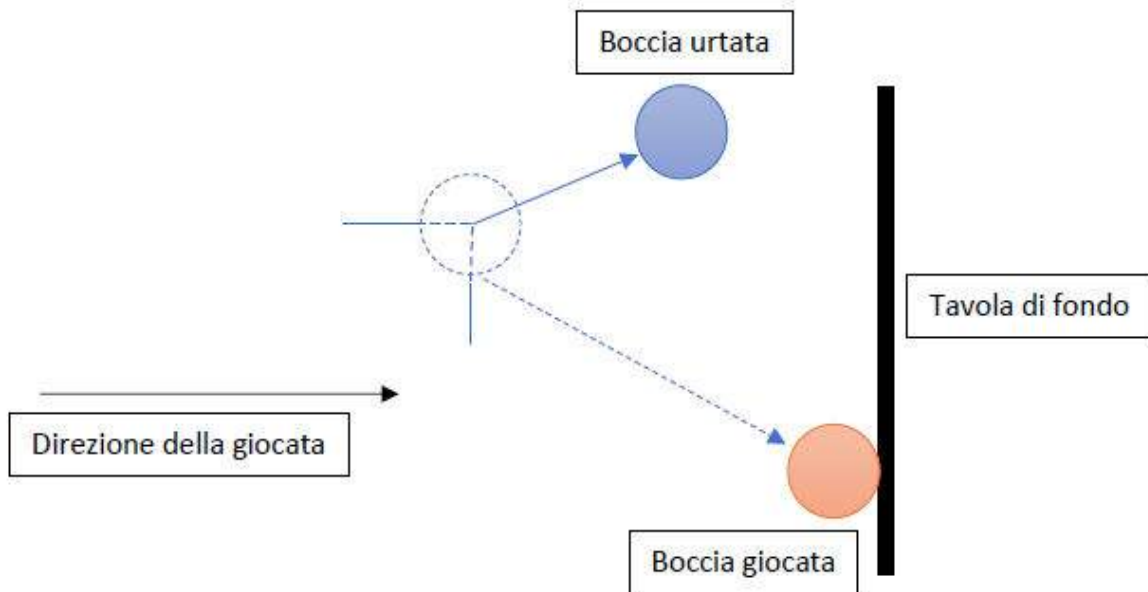 Boccia urtata
Tavola di fondo
Direzione della giocata
Boccia giocata